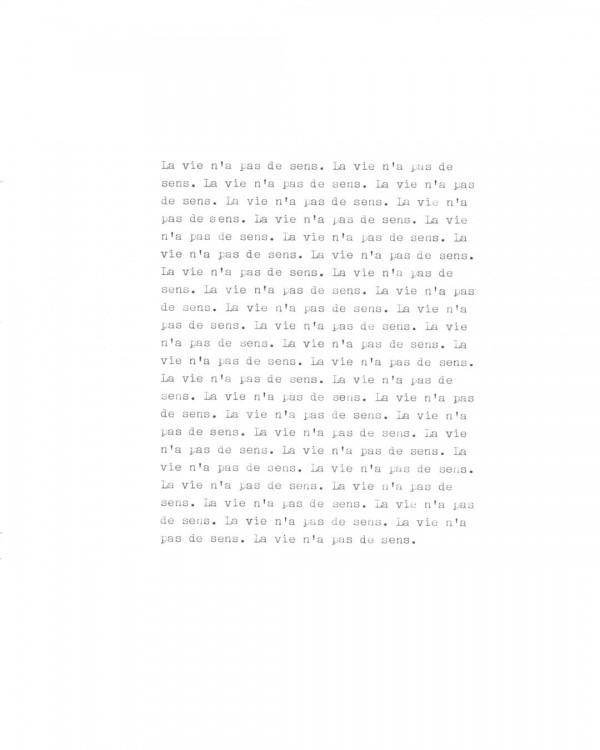 La vie n'a pas de sens. La vie n'a pas de
sens. La vie n'a pas de sens. La vie n'a pas
de sens. La vie n'a pas de sens. La vie n'a
pas de sens. La vie n'a pas de sens. La vie
n'a pas de sens. La vie n'a pas de sens. La
vie n'a pas de sens. La vie n'a pas de sens.
La vie n'a pas de sens. La vie n'a pas de
sens. La vie n'a pas de sens. La vie n'a pas
de sens. La vie n'a pas de sens. La vie n'a
pas de sens. La vie n'a pas de sens. La vie
n'a pas de sens. La vie n'a pas de sens. La
vie n'a pas de sens. La vie n'a pas de sens.
La vie n'a pas de sens. La vie n'a pas de
sens. La vie n'a pas de sens. La vie n'a pas
de sens. La vie n'a pas de sens. La vie n'a
pas de sens. La vie n'a pas de sens. La vie
n'a pas de sens. La vie n'a pas de sens. La
vie n'a pas de sens. La vie n'a pas de sens.
La vie n'a pas de sens. La vie n'a pas de
sens. La vie n'a pas de sens. La vie n'a pas
de sens. La vie n'a pas de sens. La vie n'a
pas de sens. La vie n'a pas de sens.